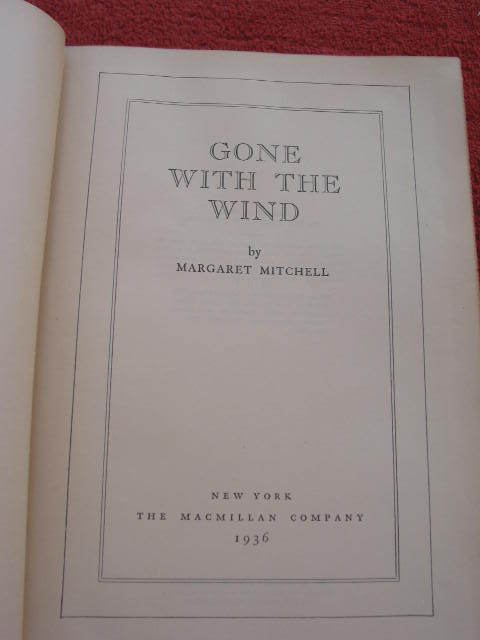 GONE
WITH THE
WIND
by
MARGARET MITCHELL
NEW YORK
THE MACMILLAN COMPANY
1936